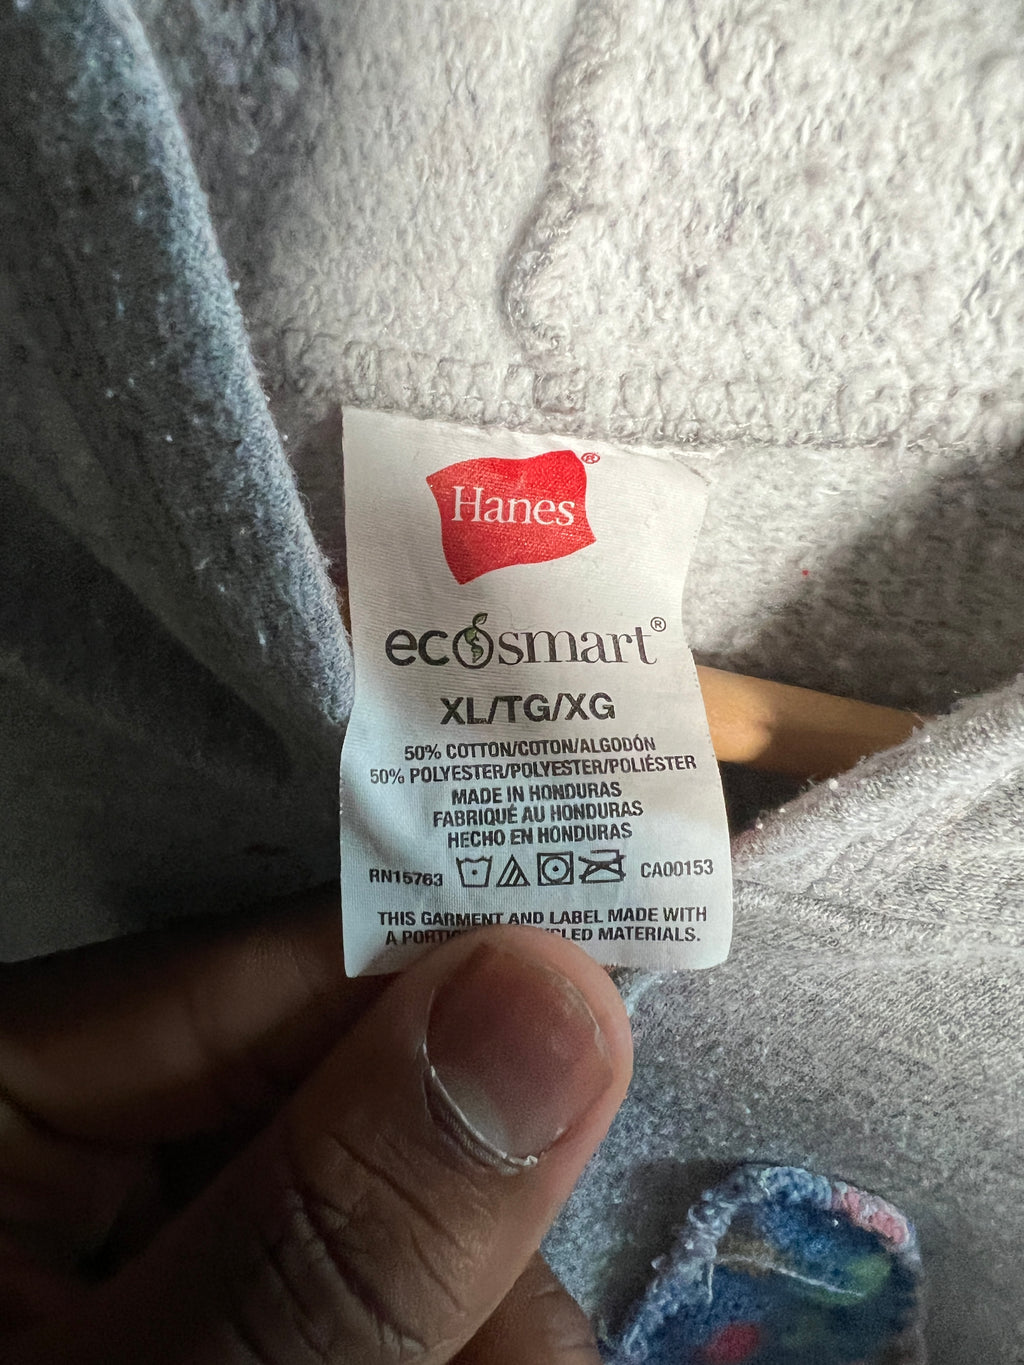 Hanes®
ecosmart®
XL/TG/XG
50% COTTON/COTON/ALGODÓN
50% POLYESTER/POLYESTER/POLIÉSTER
MADE IN HONDURAS
FABRIQUÉ AU HONDURAS
HECHO EN HONDURAS
RN15763 CA00153
THIS GARMENT AND LABEL MADE WITH
A MATERIALS.